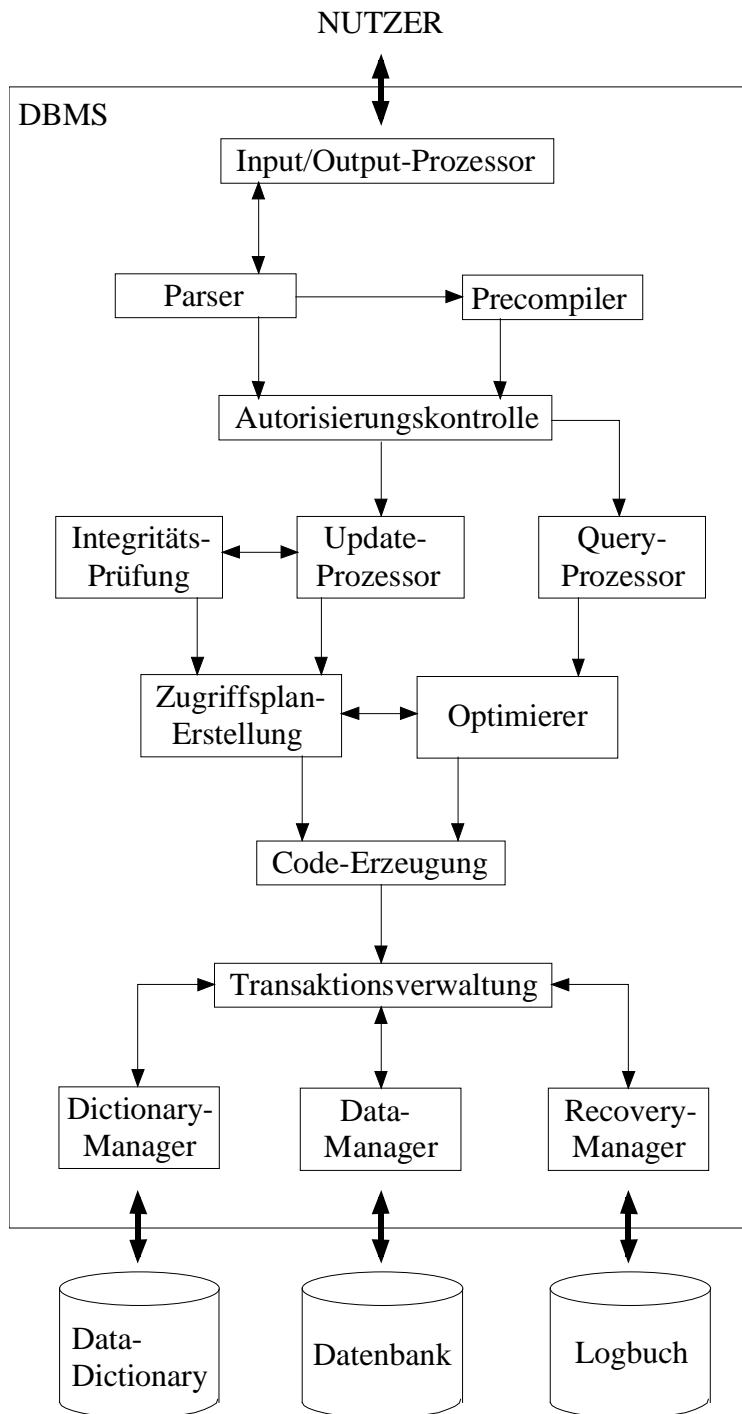 NUTZER
DBMS
Input/Output-Prozessor
Parser
Precompiler
Autorisierungskontrolle
Integritäts-
Prüfung
Update-
Prozessor
Query-
Prozessor
Zugriffsplan-
Erstellung
Optimierer
Code-Erzeugung
Transaktionsverwaltung
Dictionary-
Manager
Data-
Manager
Recovery-
Manager
Data-
Dictionary
Datenbank
Logbuch